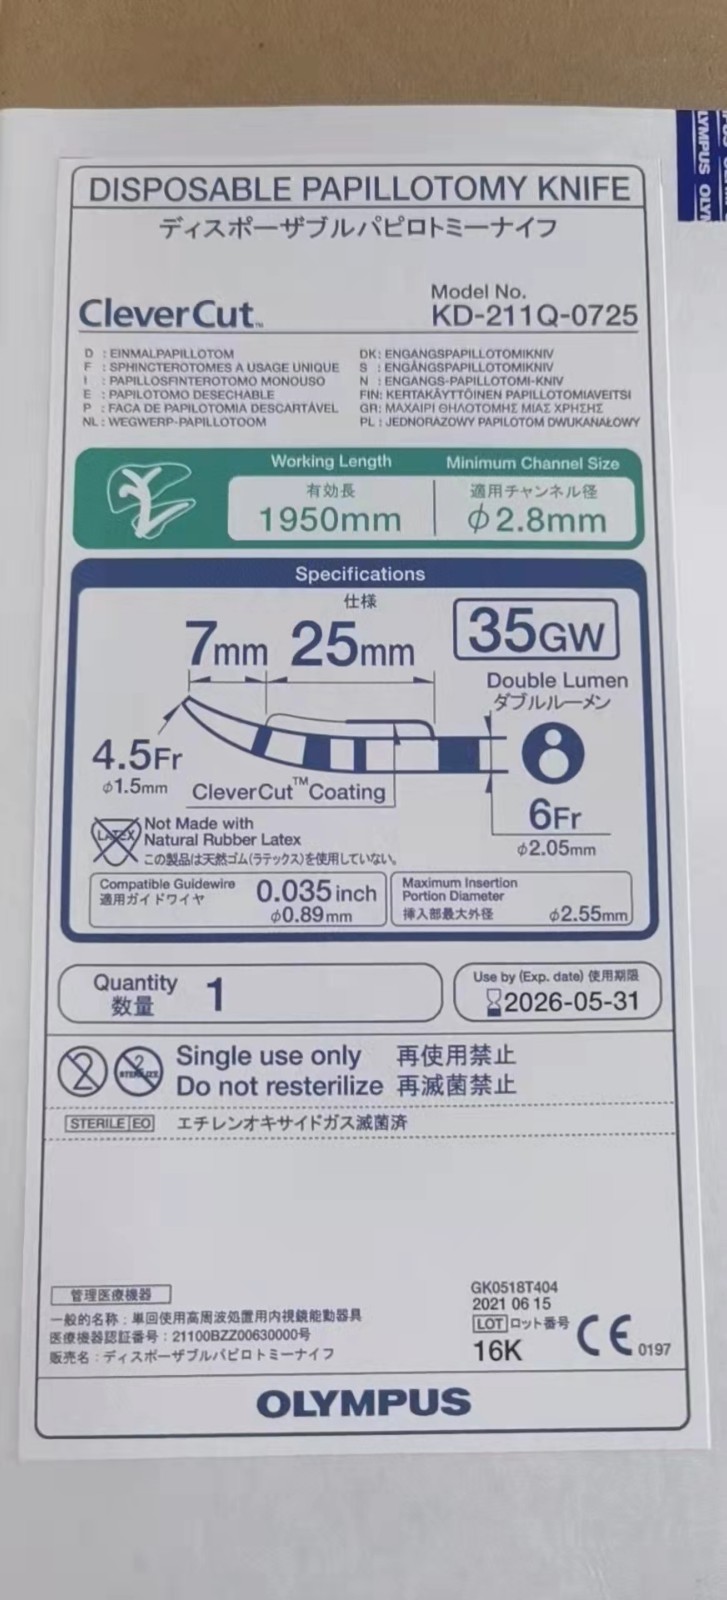 LYMPUS OLYM
DISPOSABLE PAPILLOTOMY KNIFE
ディスポーザブルパピロトミーナイフ
CleverCut™
Model No.
KD-211Q-0725
D : EINMALPAPILLOTOM
F : SPHINCTEROTOMES A USAGE UNIQUE
I : PAPILLOSFINTEROTOMO MONOUSO
E : PAPILOTOMO DESECHABLE
P : FACA DE PAPILOTOMIA DESCARTÁVEL
NL : WEGWERP-PAPILLOTOOM
DK: ENGANGSPAPILLOTOMIKNIV
S : ENGÅNGSPAPILLOTOMIKNIV
N : ENGANGS-PAPILLOTOMI-KNIV
FIN: KERTAKÄYTTÖINEN PAPILLOTOMIAVEITSI
GR: ΜΑΧΑΙΡΙ ΘΗΛΟΤΟΜΗΣ ΜΙΑΣ ΧΡΗΣΗΣ
PL : JEDNORAZOWY PAPILOTOM DWUKANAŁOWY
Working Length
有効長
1950mm
Minimum Channel Size
適用チャンネル径
φ2.8mm
Specifications
仕様
7mm 25mm
35GW
Double Lumen
ダブルルーメン
4.5Fr
φ1.5mm
CleverCut™Coating
6Fr
φ2.05mm
LATEX
Not Made with
Natural Rubber Latex
この製品は天然ゴム(ラテックス)を使用していない。
Compatible Guidewire
適用ガイドワイヤ
0.035inch
φ0.89mm
Maximum Insertion
Portion Diameter
挿入部最大外径
φ2.55mm
Quantity
数量
1
Use by (Exp. date) 使用期限
2026-05-31
2
2
STERILIZE
Single use only 再使用禁止
Do not resterilize 再滅菌禁止
STERILE EO エチレンオキサイドガス滅菌済
管理医療機器
一般的名称:単回使用高周波処置用内視鏡能動器具
医療機器認証番号:21100BZZ00630000号
販売名:ディスポーザブルパピロトミーナイフ
GK0518T404
2021 06 15
LOT ロット番号
16K
CE 0197
OLYMPUS